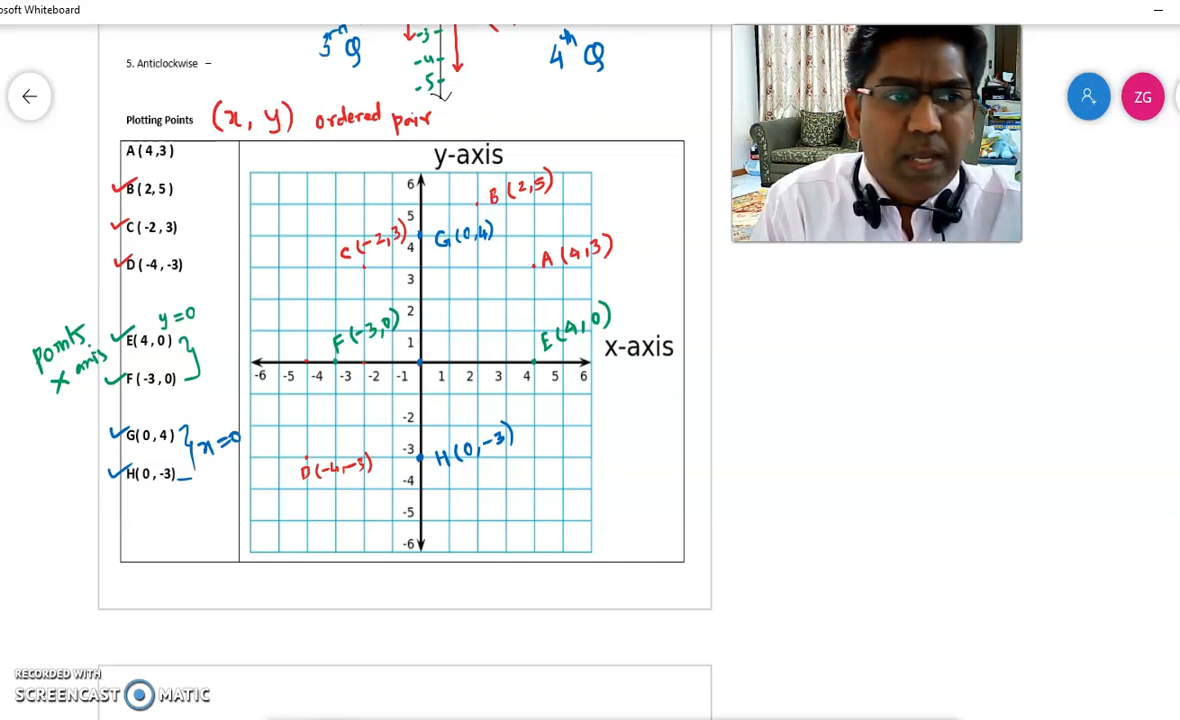 osoft Whiteboard
-3
-4
-5
3rd Q
4th Q
5. Anticlockwise –
Plotting Points (x, y) ordered pair
A ( 4 ,3 )
B ( 2, 5 )
C ( -2, 3 )
D ( -4, -3)
y = 0
E( 4, 0 )
F ( -3, 0 )
points
x axis
G( 0, 4 )
H( 0 , -3 )
x = 0
y-axis
6
5
4
3
2
1
-2
-3
-4
-5
-6
-6 -5 -4 -3 -2 -1 1 2 3 4 5 6
x-axis
B (2,5)
C (-2,3)
G(0,4)
A (4,3)
F (-3,0)
E (4,0)
D (-4,-3)
H (0,-3)
ZG
RECORDED WITH
SCREENCAST MATIC